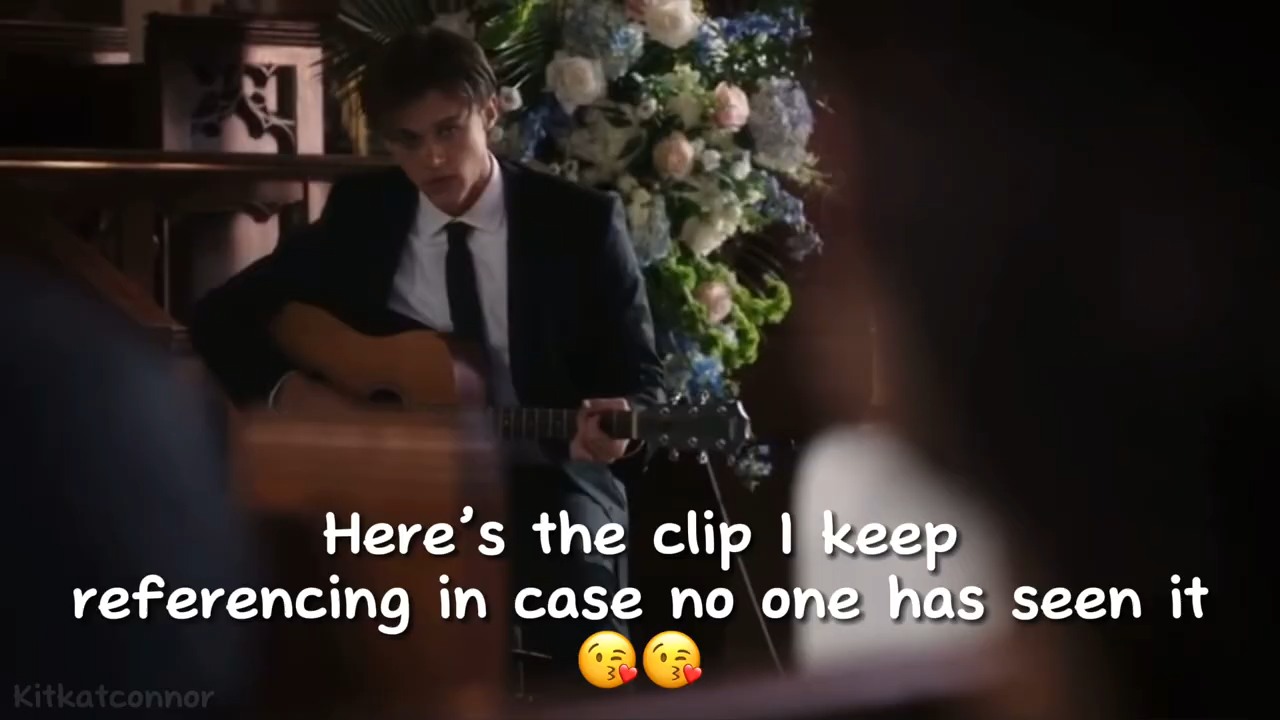 Here’s the clip I keep
referencing in case no one has seen it
😘😘
Kitkatconnor